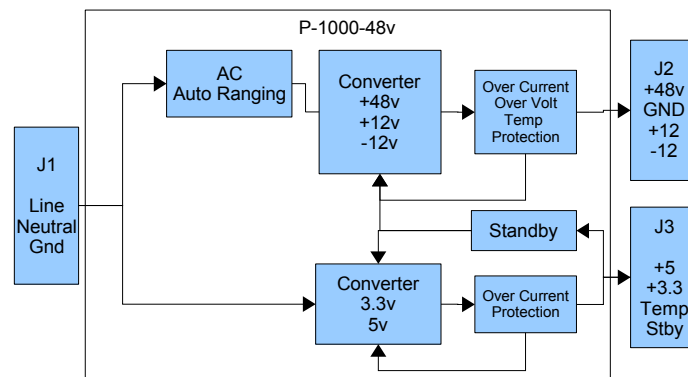 P-1000-48v
AC
Auto Ranging
Converter
+48v
+12v
-12v
Over Current
Over Volt
Temp
Protection
J2
+48v
GND
+12
-12
J1
Line
Neutral
Gnd
Standby
J3
+5
+3.3
Temp
Stby
Converter
3.3v
5v
Over Current
Protection